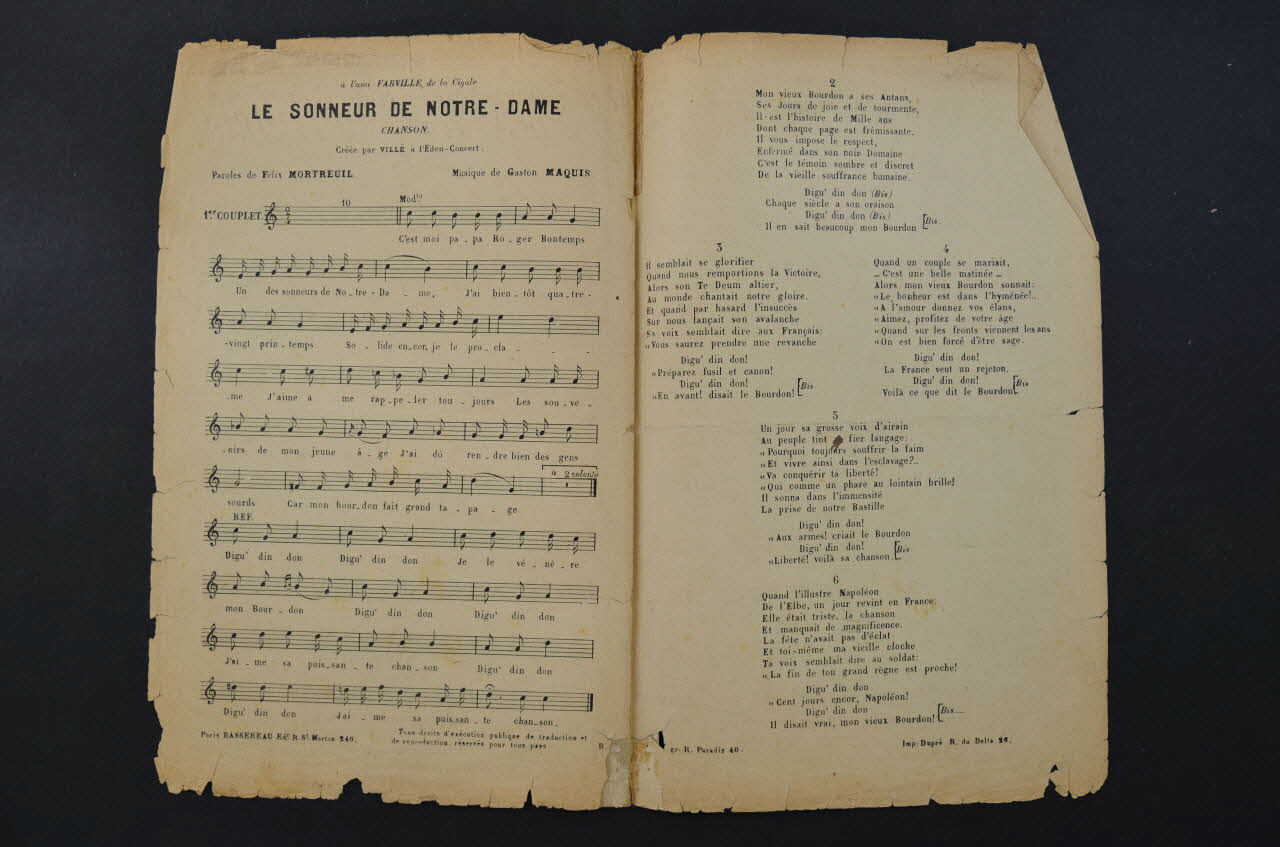 à l'ami FARVILLE, de la Cigale
LE SONNEUR DE NOTRE-DAME
CHANSON.
Créée par VILLÉ à l'Eden-Concert.
Paroles de Félix MORTREUIL
Musique de Gaston MAQUIS
1er COUPLET.
10
Modto
C'est moi pa-pa Ro-ger Bontemps
Un des sonneurs de No-tre-Da-me, J'ai bien-tôt qua-tre-
-vingt prin-temps So-lide en-cor, je le pro-cla-
-me J'aime à me rap-pe-ler tou-jours Les sou-ve-
-nirs de mon jeune â-ge J'ai dû ren-dre bien des gens
à 2 volonté
sourds Car mon bour-don fait grand ta-pa-ge
REF.
Digu' din don Digu' din don Je le vé-nè-re
mon Bour-don Digu' din don Digu' din don
J'ai-me sa puis-san-te chan-son Digu' din don
Digu' din don J'ai-me sa puis-san-te chan-son.
Paris BASSEREAU Edr R. St Martin 240.
Tous droits d'exécution publique de traduction et
de reproduction réservés pour tous pays
2
Mon vieux Bourdon a ses Antans,
Ses Jours de joie et de tourmente,
Il est l'histoire de Mille ans
Dont chaque page est frémissante.
Il vous impose le respect,
Enfermé dans son noir Domaine
C'est le témoin sombre et discret
De la vieille souffrance humaine.
Digu' din don (Bis)
Chaque siècle a son oraison
Digu' din don (Bis)
Il en sait beaucoup mon Bourdon [Bis.
3
Il semblait se glorifier
Quand nous remportions la Victoire,
Alors son Te Deum altier,
Au monde chantait notre gloire.
Et quand par hasard l'insuccès
Sur nous lançait son avalanche
Sa voix semblait dire aux Français:
«Vous saurez prendre une revanche
Digu' din don!
«Préparez fusil et canon!
Digu' din don!
«En avant! disait le Bourdon! [Bis
4
Quand un couple se mariait,
_ C'est une belle matinée _
Alors mon vieux Bourdon sonnait:
«Le bonheur est dans l'hyménée!..
«A l'amour donnez vos élans,
«Aimez, profitez de votre âge
«Quand sur les fronts viennent les ans
«On est bien forcé d'être sage.
Digu' din don!
La France veut un rejeton.
Digu' din don!
Voilà ce que dit le Bourdon [Bis
5
Un jour sa grosse voix d'airain
Au peuple tint fier langage:
«Pourquoi toujours souffrir la faim
«Et vivre ainsi dans l'esclavage?..
«Va conquérir ta liberté!
«Qui comme un phare au lointain brille!
Il sonna dans l'immensité
La prise de notre Bastille
Digu' din don!
«Aux armes! criait le Bourdon
Digu' din don!
«Liberté! voilà sa chanson. [Bis
6
Quand l'illustre Napoléon
De l'Elbe, un jour revint en France.
Elle était triste, la chanson
Et manquait de magnificence.
La fête n'avait pas d'éclat
Et toi-même ma vieille cloche
Ta voix semblait dire au soldat:
«La fin de ton grand règne est proche!
Digu' din don
«Cent jours encor, Napoléon!
Digu' din don
Il disait vrai, mon vieux Bourdon! [Bis
gr: R. Paradis 40.
Imp: Dupré R. du Delta 26.